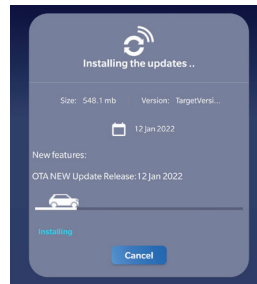 Installing the updates ..
Size: 548.1 mb Version: TargetVersi...
12 Jan 2022
New features:
OTA NEW Update Release:12 Jan 2022
Installing
Cancel